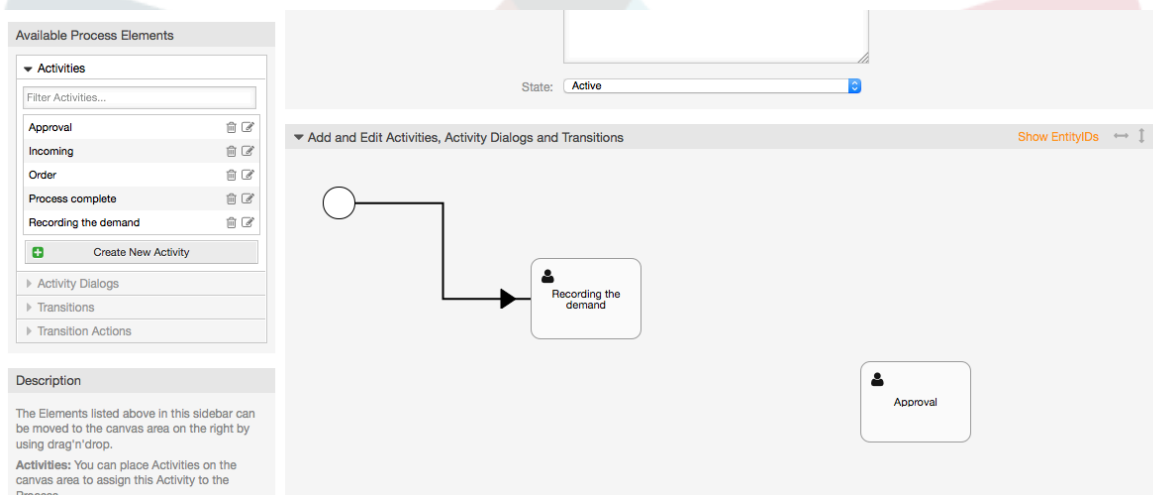 Available Process Elements
Activities
Filter Activities...
Approval
Incoming
Order
Process complete
Recording the demand
Create New Activity
Activity Dialogs
Transitions
Transition Actions
Description
The Elements listed above in this sidebar can
be moved to the canvas area on the right by
using drag'n'drop.
Activities: You can place Activities on the
canvas area to assign this Activity to the
Process.
State: Active
Add and Edit Activities, Activity Dialogs and Transitions
Show EntityIDs
Recording the
demand
Approval